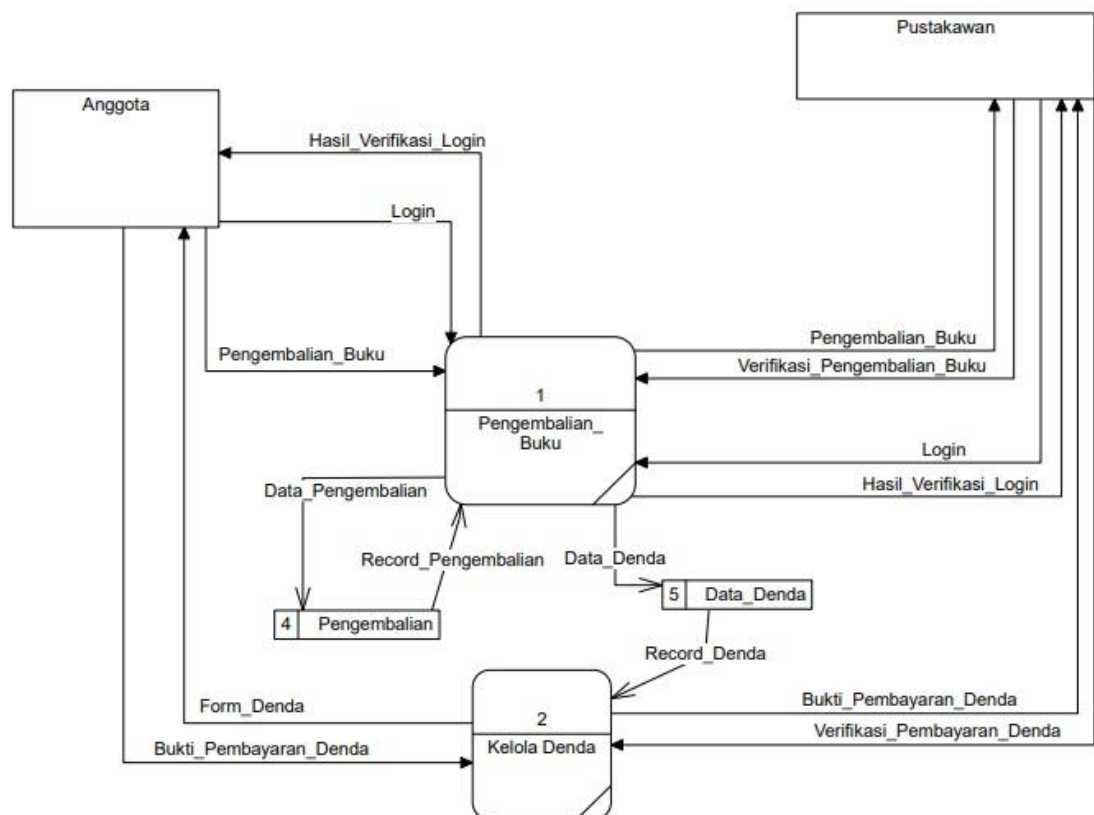 Pustakawan
Anggota
Hasil_Verifikasi_Login
Login
Pengembalian_Buku
Pengembalian_Buku
Verifikasi_Pengembalian_Buku
1
Pengembalian_
Buku
Login
Hasil_Verifikasi_Login
Data_Pengembalian
Record_Pengembalian
Data_Denda
5 Data_Denda
4 Pengembalian
Record_Denda
Form_Denda
2
Bukti_Pembayaran_Denda
Bukti_Pembayaran_Denda
Kelola Denda
Verifikasi_Pembayaran_Denda